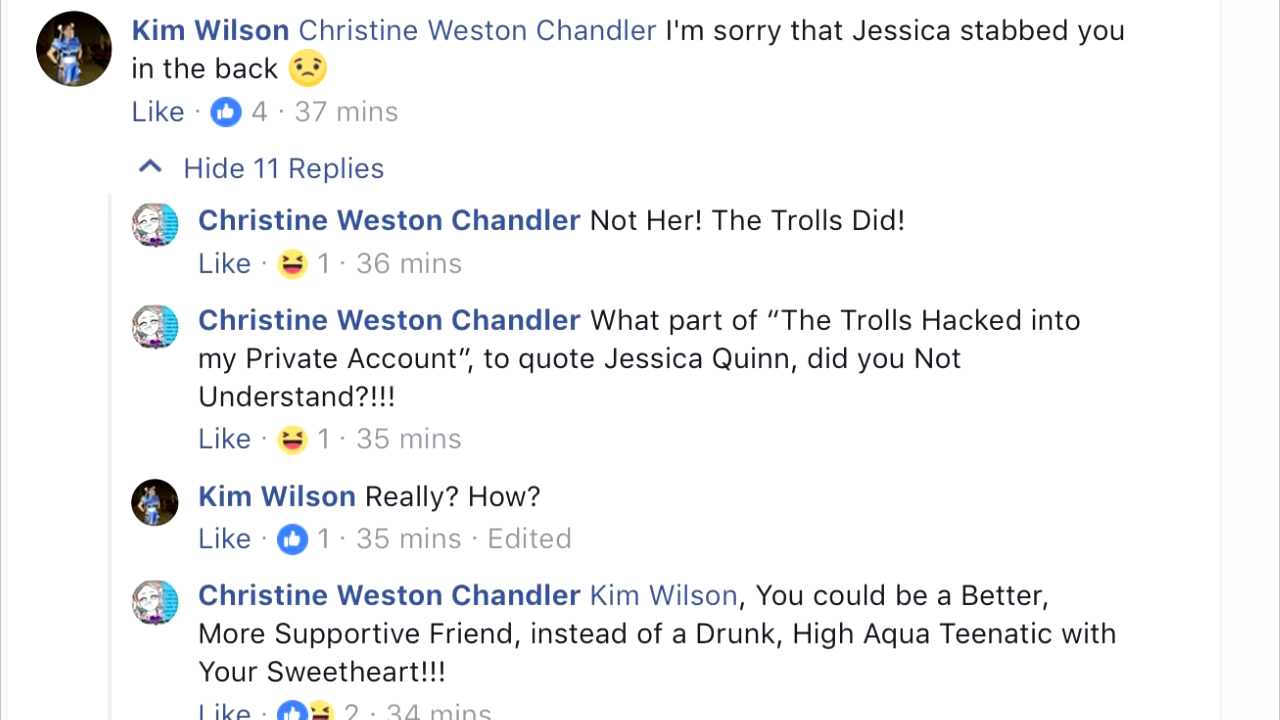 Kim Wilson Christine Weston Chandler I'm sorry that Jessica stabbed you
in the back
Like · 4 · 37 mins
Hide 11 Replies
Christine Weston Chandler Not Her! The Trolls Did!
Like · 1 · 36 mins
Christine Weston Chandler What part of “The Trolls Hacked into
my Private Account”, to quote Jessica Quinn, did you Not
Understand?!!!
Like · 1 · 35 mins
Kim Wilson Really? How?
Like · 1 · 35 mins · Edited
Christine Weston Chandler Kim Wilson, You could be a Better,
More Supportive Friend, instead of a Drunk, High Aqua Teenatic with
Your Sweetheart!!!
Like · 2 · 34 mins